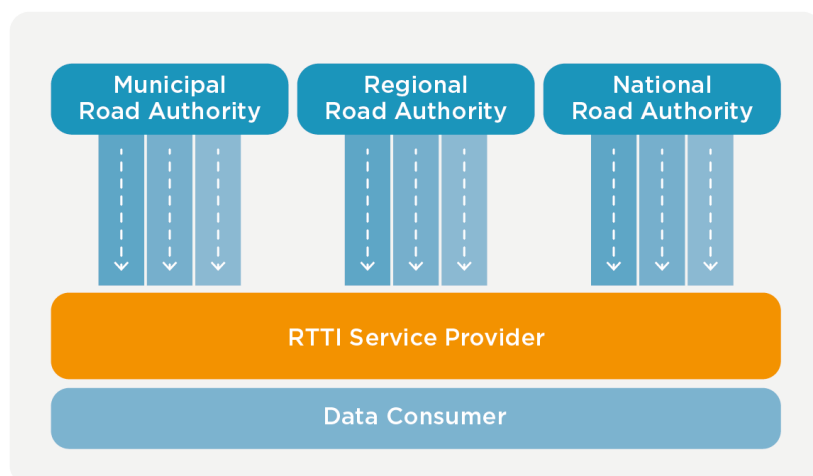 Municipal
Road Authority
Regional
Road Authority
National
Road Authority
RTTI Service Provider
Data Consumer